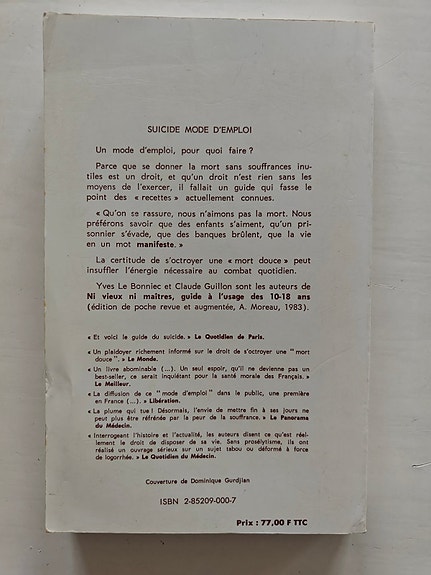 SUICIDE MODE D'EMPLOI
Un mode d'emploi, pour quoi faire ?
Parce que se donner la mort sans souffrances inu-
tiles est un droit, et qu'un droit n'est rien sans les
moyens de l'exercer, il fallait un guide qui fasse le
point des « recettes » actuellement connues.
« Qu'on se rassure, nous n'aimons pas la mort. Nous
préférons savoir que des enfants s'aiment, qu'un pri-
sonnier s'évade, que des banques brûlent, que la vie
en un mot manifeste. »
La certitude de s'octroyer une « mort douce » peut
insuffler l'énergie nécessaire au combat quotidien.
Yves Le Bonniec et Claude Guillon sont les auteurs de
Ni vieux ni maîtres, guide à l'usage des 10-18 ans
(édition de poche revue et augmentée, A. Moreau, 1983).
« Et voici le guide du suicide. » Le Quotidien de Paris.
« Un plaidoyer richement informé sur le droit de s'octroyer une "mort
douce". » Le Monde.
« Un livre abominable (...). Un seul espoir, qu'il ne devienne pas un
best-seller, ce serait inquiétant pour la santé morale des Français. »
Le Meilleur.
« La diffusion de ce "mode d'emploi" dans le public, une première
en France (...). » Libération.
« La plume qui tue ! Désormais, l'envie de mettre fin à ses jours ne
peut plus être réfrénée par la peur de la souffrance. » Le Panorama
du Médecin.
« Interrogeant l'histoire et l'actualité, les auteurs disent ce qu'est réel-
lement le droit de disposer de sa vie. Sans prosélytisme, ils ont
réalisé un ouvrage sérieux sur un sujet tabou ou déformé à force
de logorrhée. » Le Quotidien du Médecin.
Couverture de Dominique Gurdjian
ISBN 2-85209-000-7
Prix : 77,00 F TTC